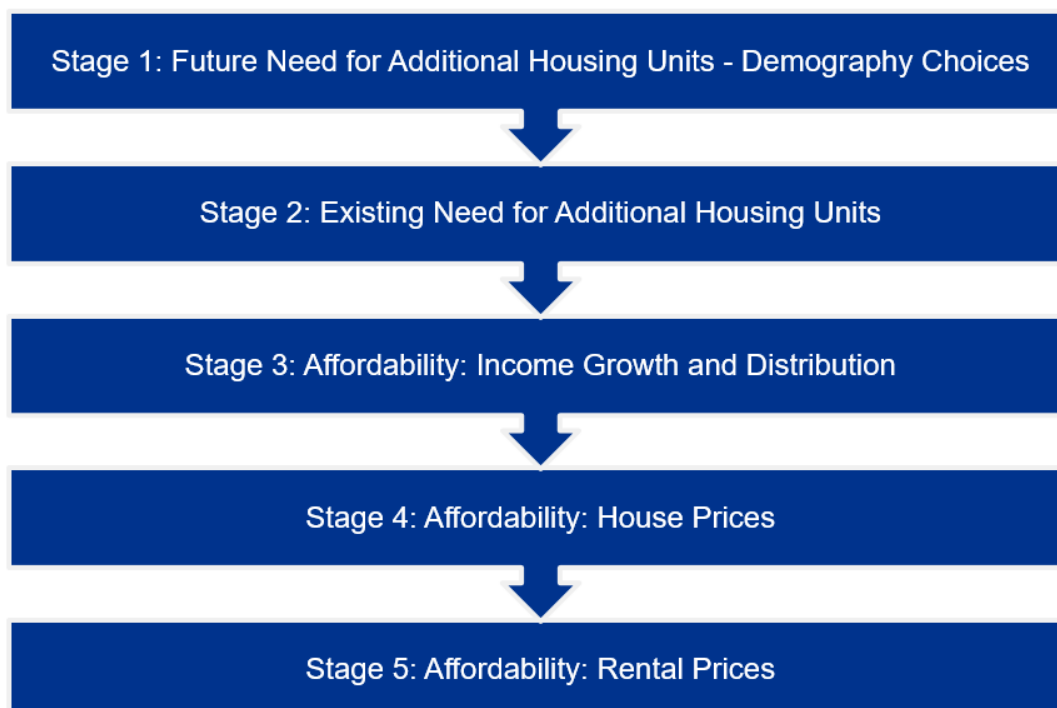 Stage 1: Future Need for Additional Housing Units - Demography Choices
Stage 2: Existing Need for Additional Housing Units
Stage 3: Affordability: Income Growth and Distribution
Stage 4: Affordability: House Prices
Stage 5: Affordability: Rental Prices